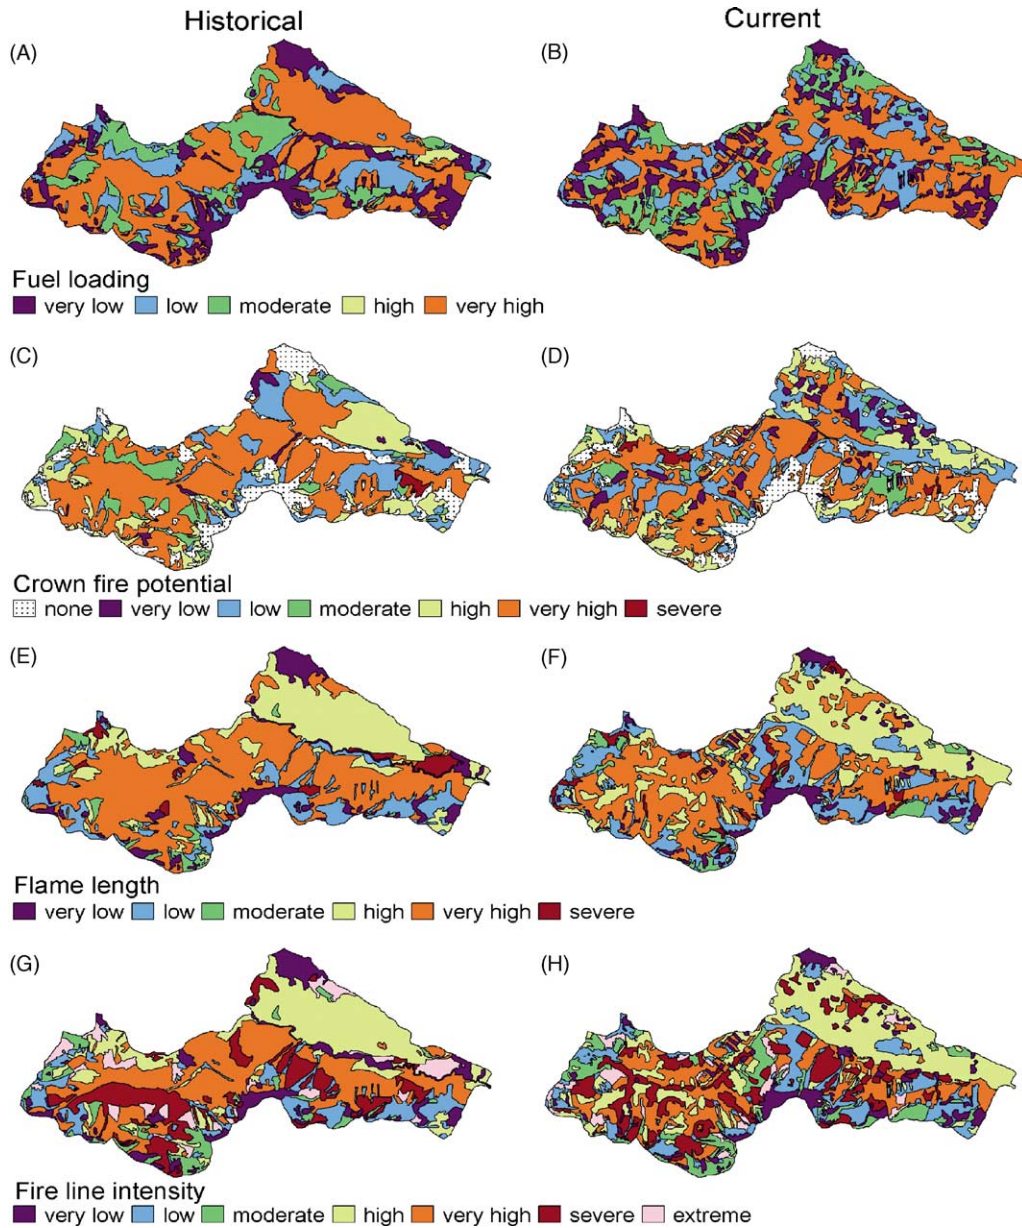 Historical Current
(A) (B)
Fuel loading
very low low moderate high very high
(C) (D)
Crown fire potential
none very low low moderate high very high severe
(E) (F)
Flame length
very low low moderate high very high severe
(G) (H)
Fire line intensity
very low low moderate high very high severe extreme